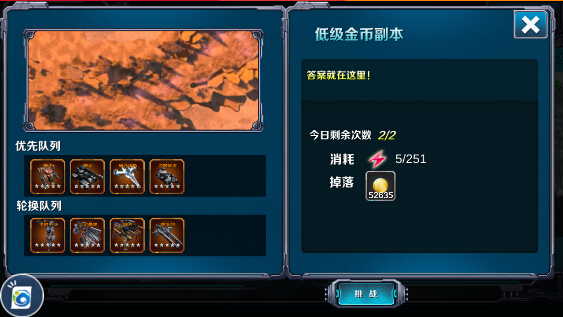 低级金币副本
答案就在这里!
今日剩余次数 2/2
消耗 5/251
掉落
52635
优先队列
轮换队列
挑战